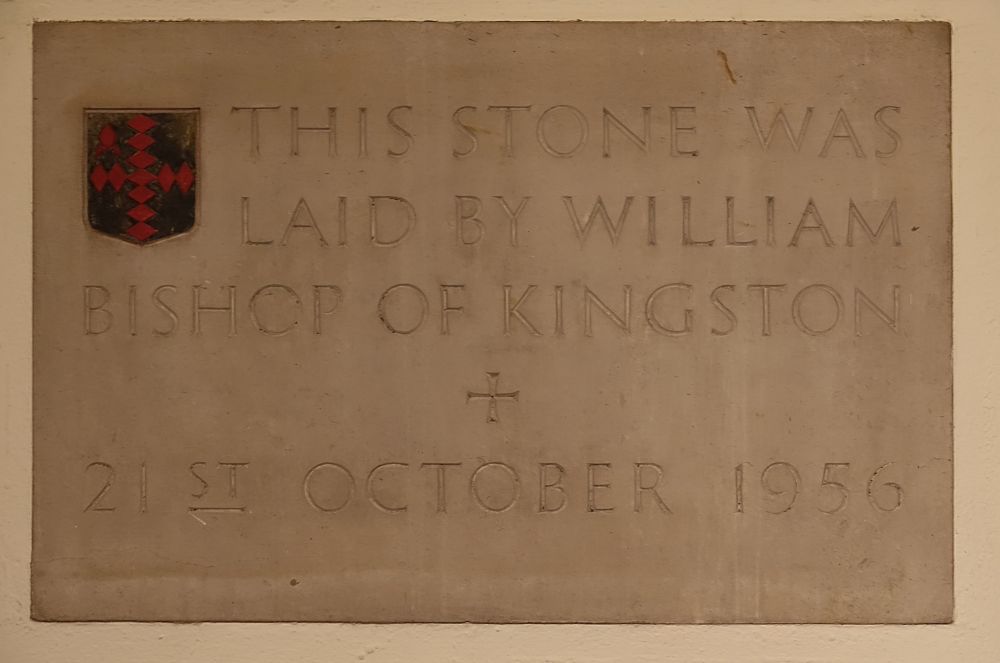 THIS STONE WAS
LAID BY WILLIAM
BISHOP OF KINGSTON
21ST OCTOBER 1956